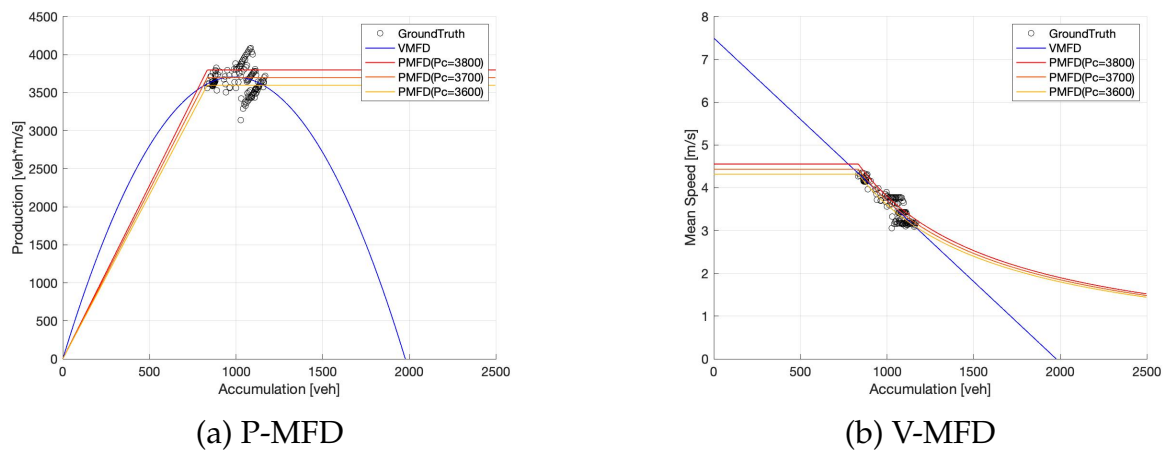 4500
4000
3500
3000
2500
2000
1500
1000
500
0
Production [veh*m/s]
GroundTruth
VMFD
PMFD(Pc=3800)
PMFD(Pc=3700)
PMFD(Pc=3600)
0 500 1000 1500 2000 2500
Accumulation [veh]
(a) P-MFD
8
7
6
5
4
3
2
1
0
Mean Speed [m/s]
GroundTruth
VMFD
PMFD(Pc=3800)
PMFD(Pc=3700)
PMFD(Pc=3600)
0 500 1000 1500 2000 2500
Accumulation [veh]
(b) V-MFD